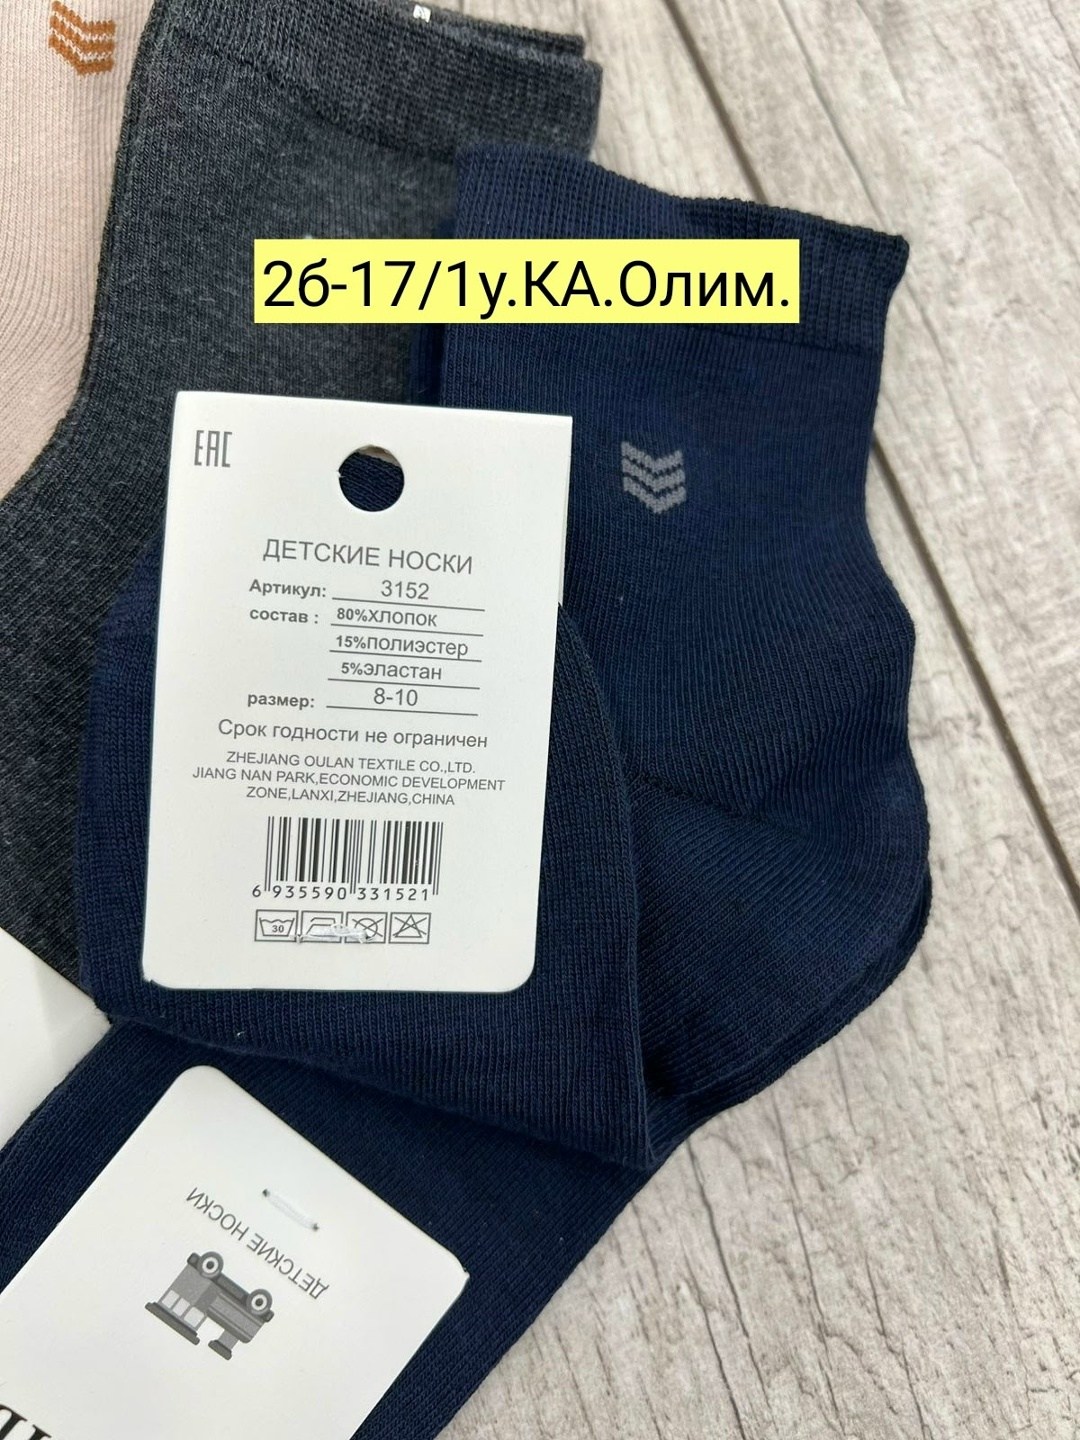 2б-17/1у.КА.Олим.
ЕАС
ДЕТСКИЕ НОСКИ
Артикул: 3152
состав : 80%ХЛОПОК
15%ПОЛИЭСТЕР
5%ЭЛАСТАН
размер: 8-10
Срок годности не ограничен
ZHEJIANG OULAN TEXTILE CO.,LTD.
JIANG NAN PARK,ECONOMIC DEVELOPMENT
ZONE,LANXI,ZHEJIANG,CHINA
6 935590 331521
30
ДЕТСКИЕ НОСКИ